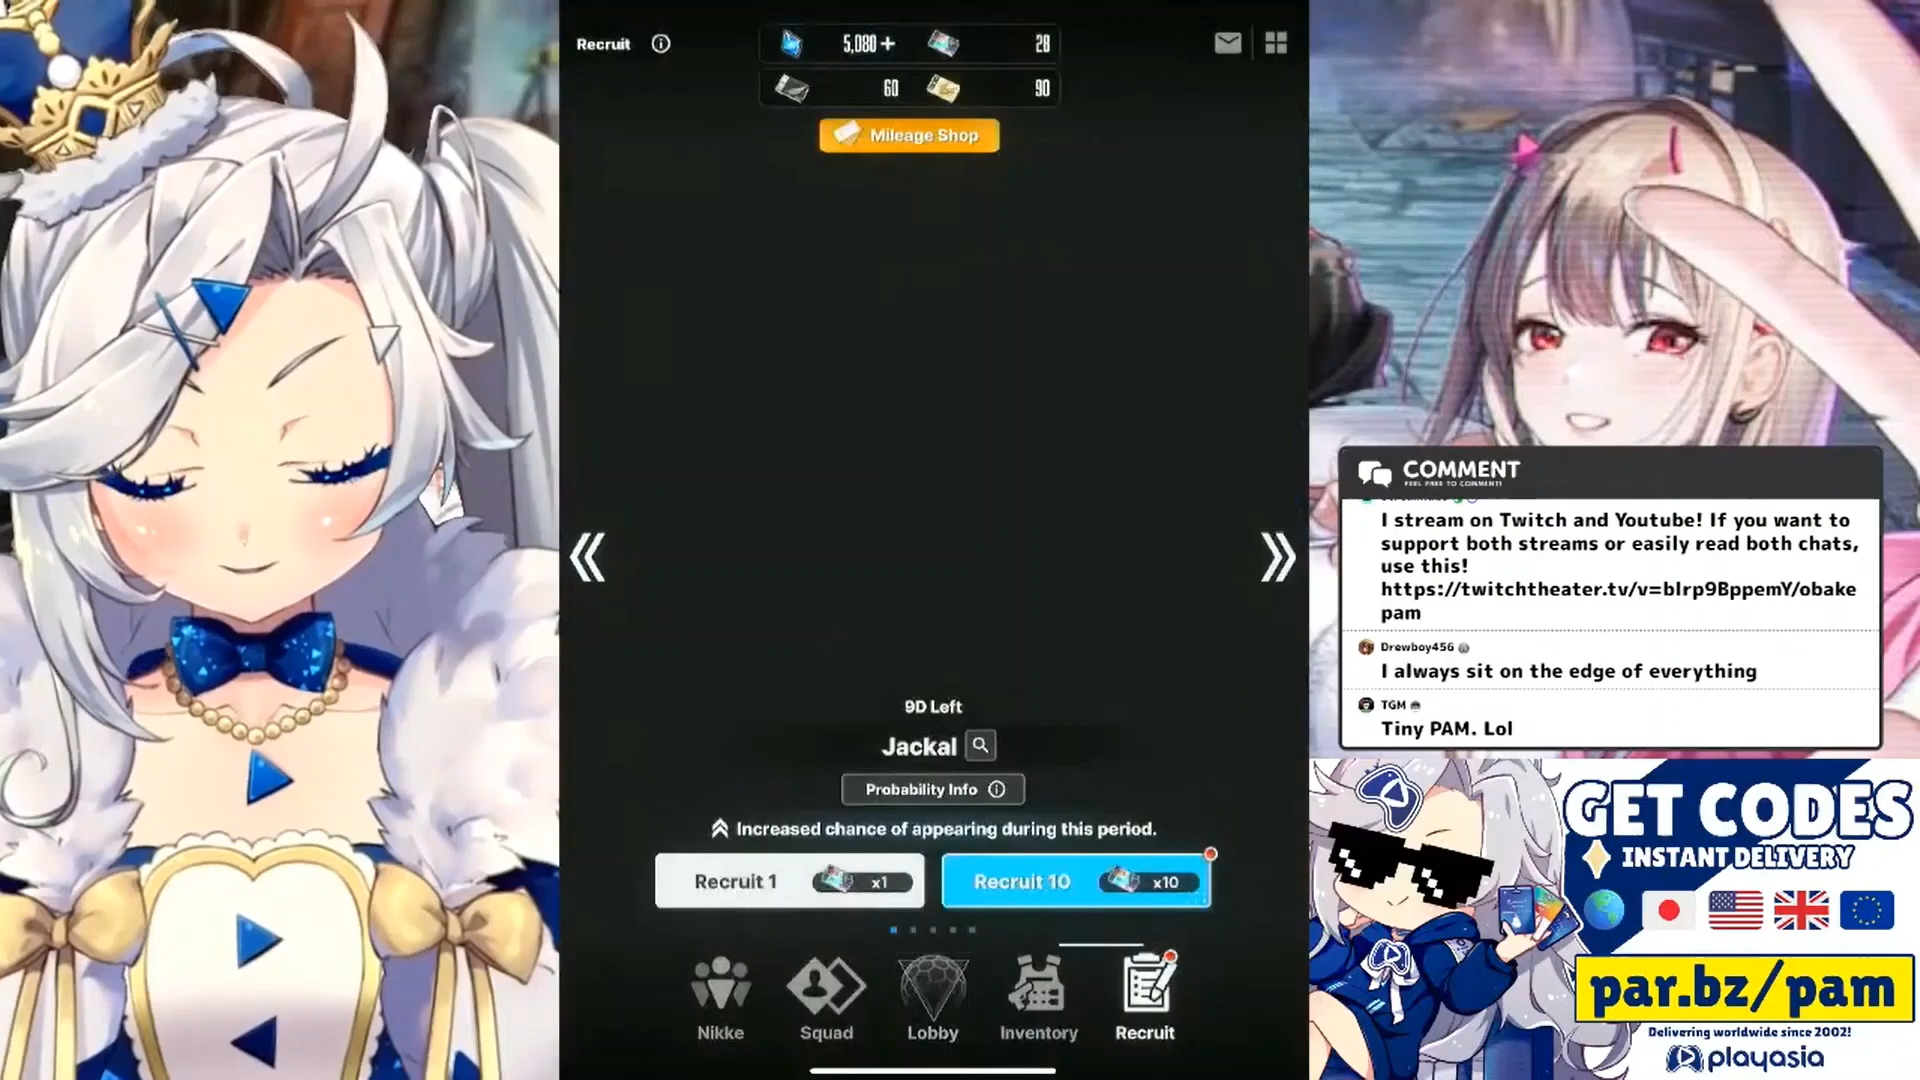 Recruit
5,080 +
28
60
90
Mileage Shop
9D Left
Jackal
Probability Info
Increased chance of appearing during this period.
Recruit 1
x1
Recruit 10
x10
Nikke
Squad
Lobby
Inventory
Recruit
COMMENT
FEEL FREE TO COMMENT!
I stream on Twitch and Youtube! If you want to
support both streams or easily read both chats,
use this!
https://twitchtheater.tv/v=blrp9BppemY/obake
pam
Drewboy456
I always sit on the edge of everything
TGM
Tiny PAM. Lol
GET CODES
INSTANT DELIVERY
par.bz/pam
Delivering worldwide since 2002!
playasia